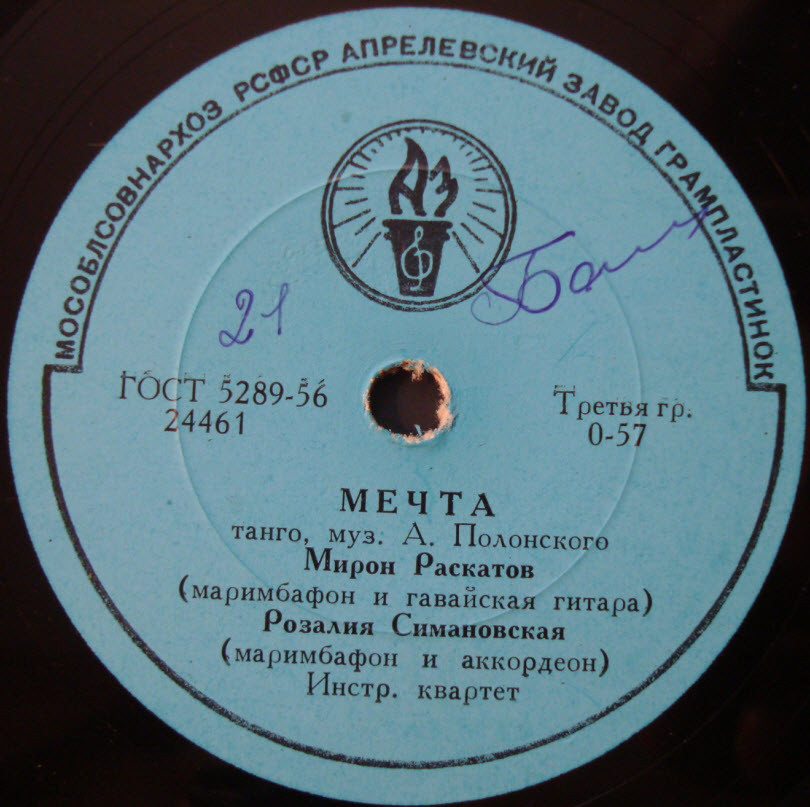 МОСОБЛСОВНАРХОЗ РСФСР АПРЕЛЕВСКИЙ ЗАВОД ГРАМПЛАСТИНОК
АЗ
21
ГОСТ 5289-56
24461
Третья гр.
0-57
МЕЧТА
танго, муз. А. Полонского
Мирон Раскатов
(маримбафон и гавайская гитара)
Розалия Симановская
(маримбафон и аккордеон)
Инстр. квартет